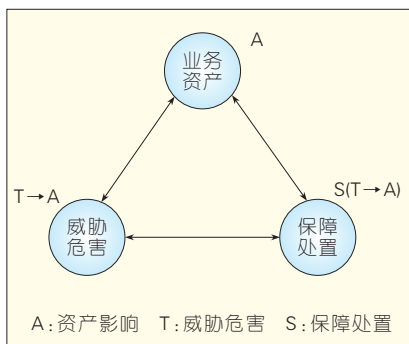 A
业务
资产
T→A
S(T→A)
威胁
危害
保障
处置
A:资产影响 T:威胁危害 S:保障处置